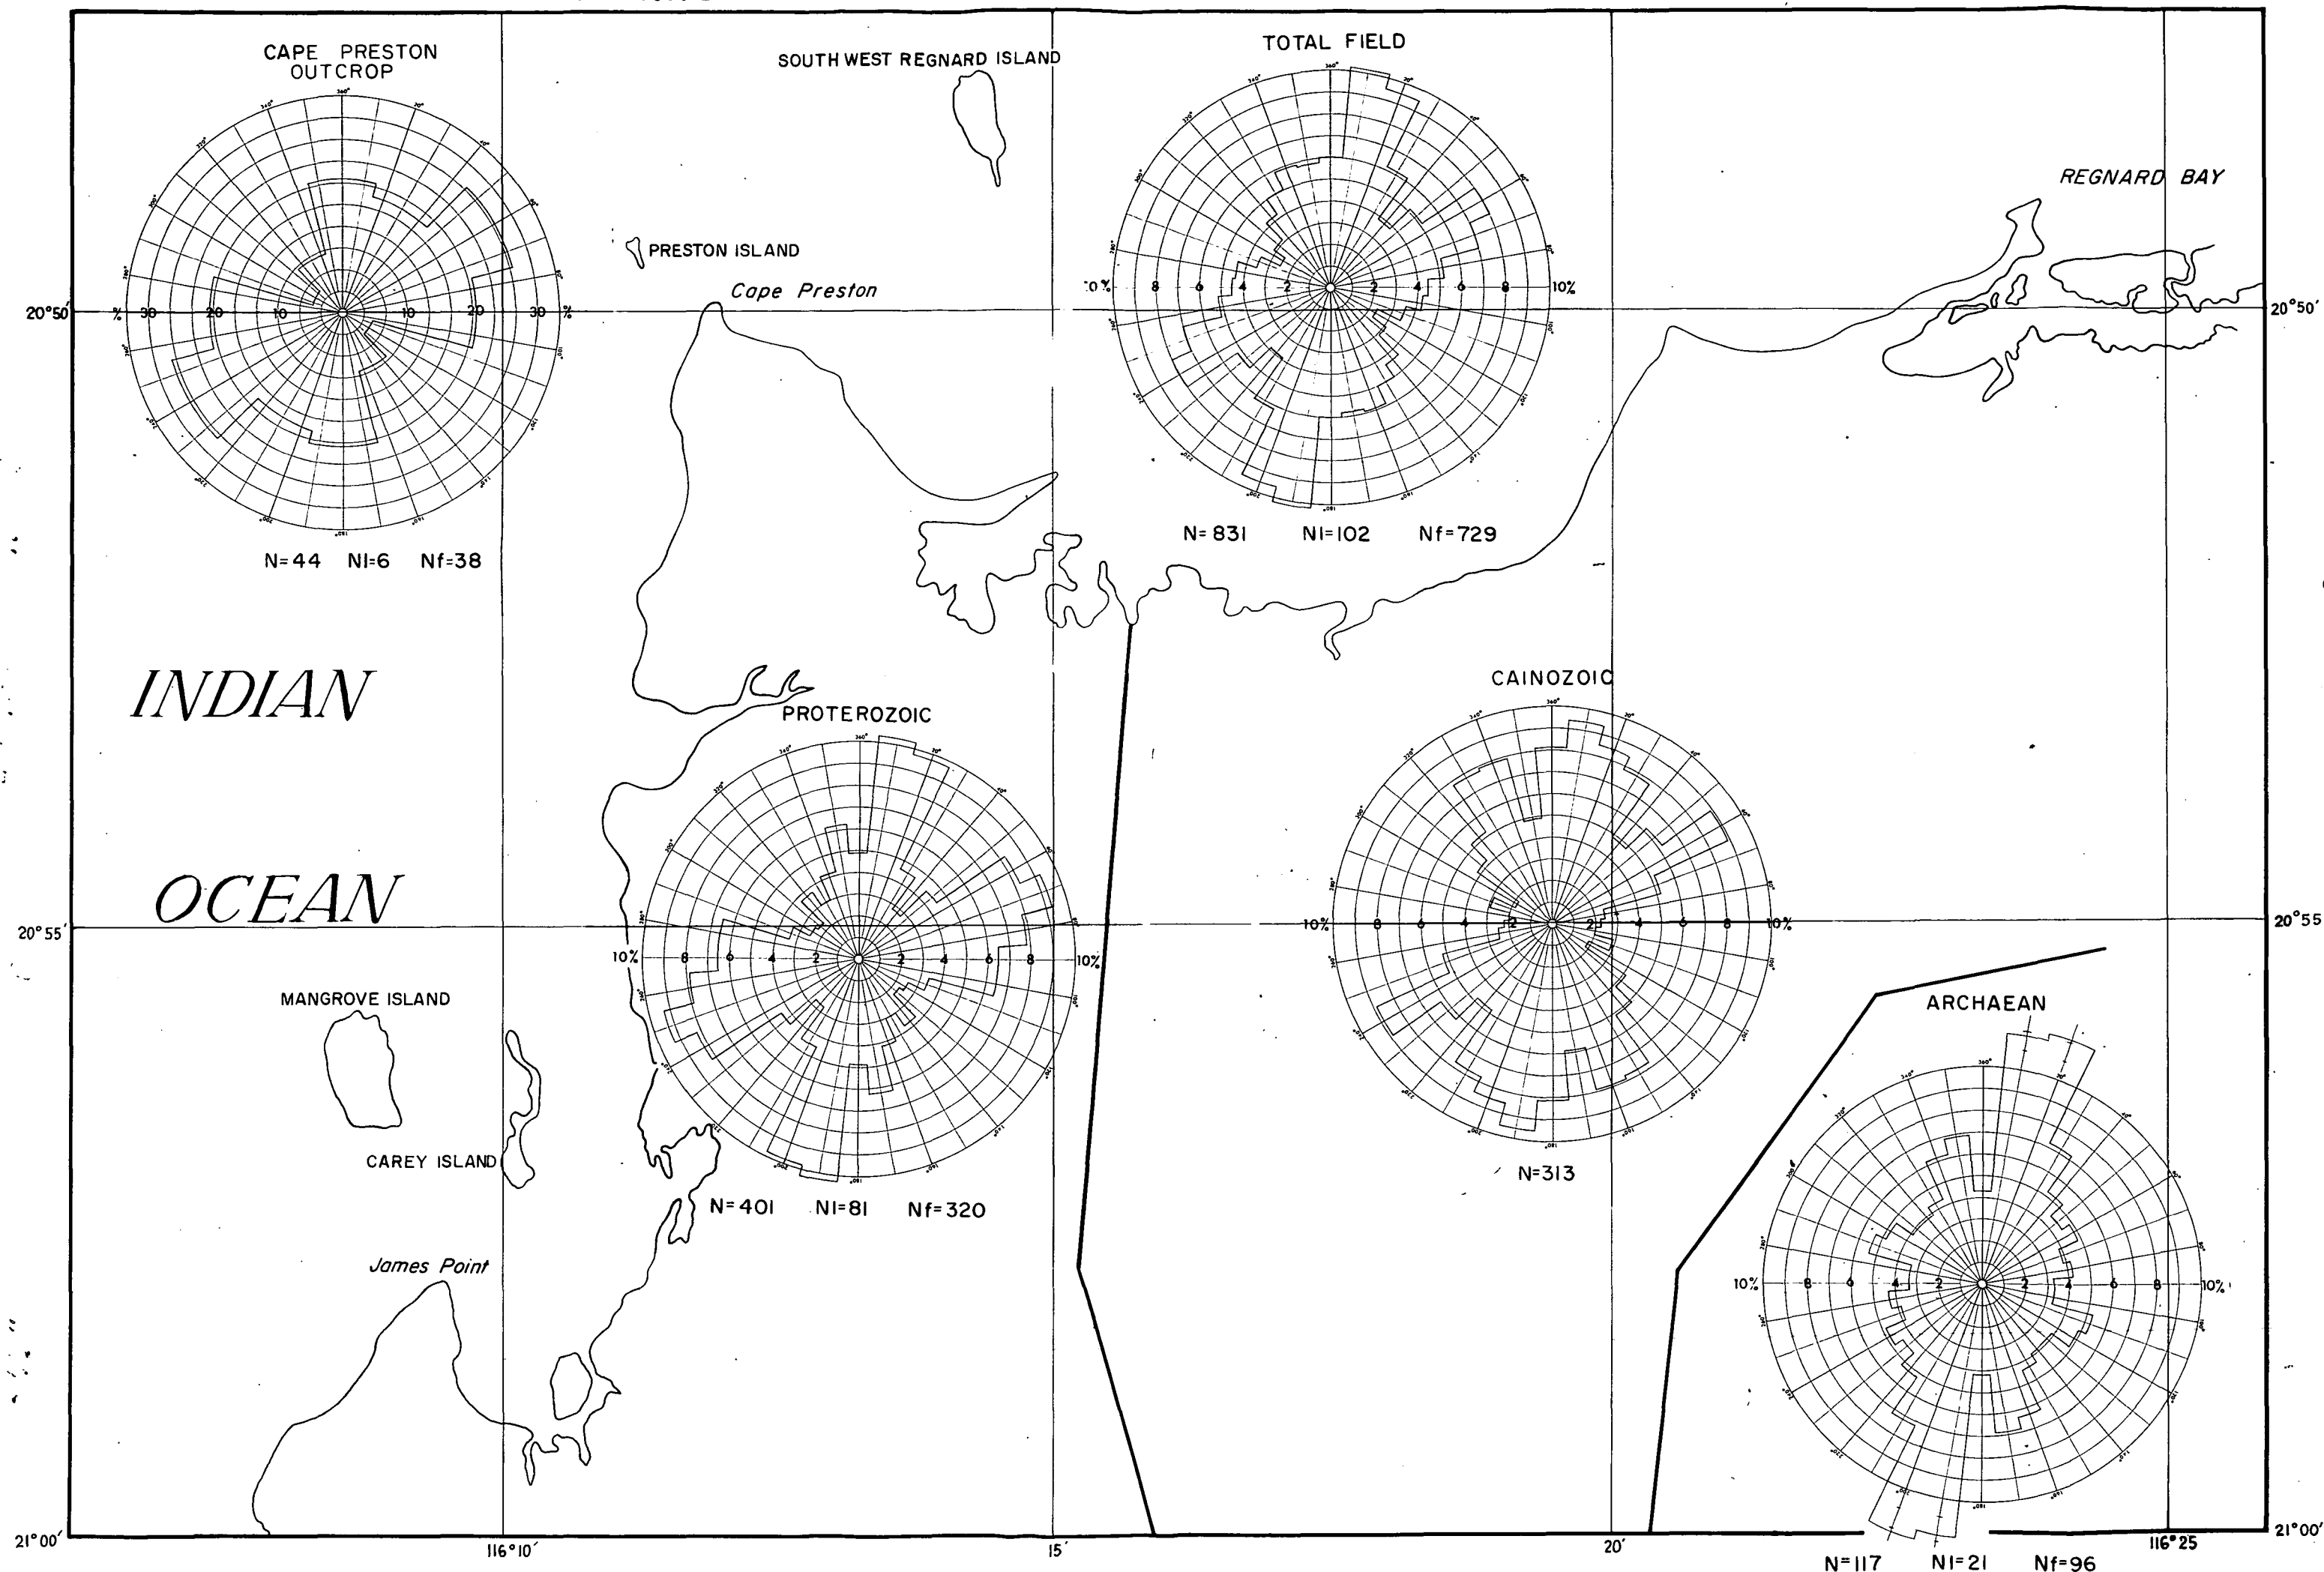 CAPE PRESTON
OUTCROP
SOUTH WEST REGNARD ISLAND
TOTAL FIELD
REGNARD BAY
PRESTON ISLAND
Cape Preston
20°50'
% 30 20 10 10 20 30 %
8 6 4 2 2 4 6 8 10%
20°50'
N=44 Nl=6 Nf=38
N=831 Nl=102 Nf=729
INDIAN
OCEAN
PROTEROZOIC
CAINOZOIC
20°55'
10% 8 6 4 2 2 4 6 8 10%
10% 8 6 4 2 2 4 6 8 10%
20°55
MANGROVE ISLAND
CAREY ISLAND
ARCHAEAN
N=401 Nl=81 Nf=320
N=313
James Point
10% 8 6 4 2 2 4 6 8 10%
21°00'
116°10'
15'
20'
116°25
21°00'
N=117 Nl=21 Nf=96